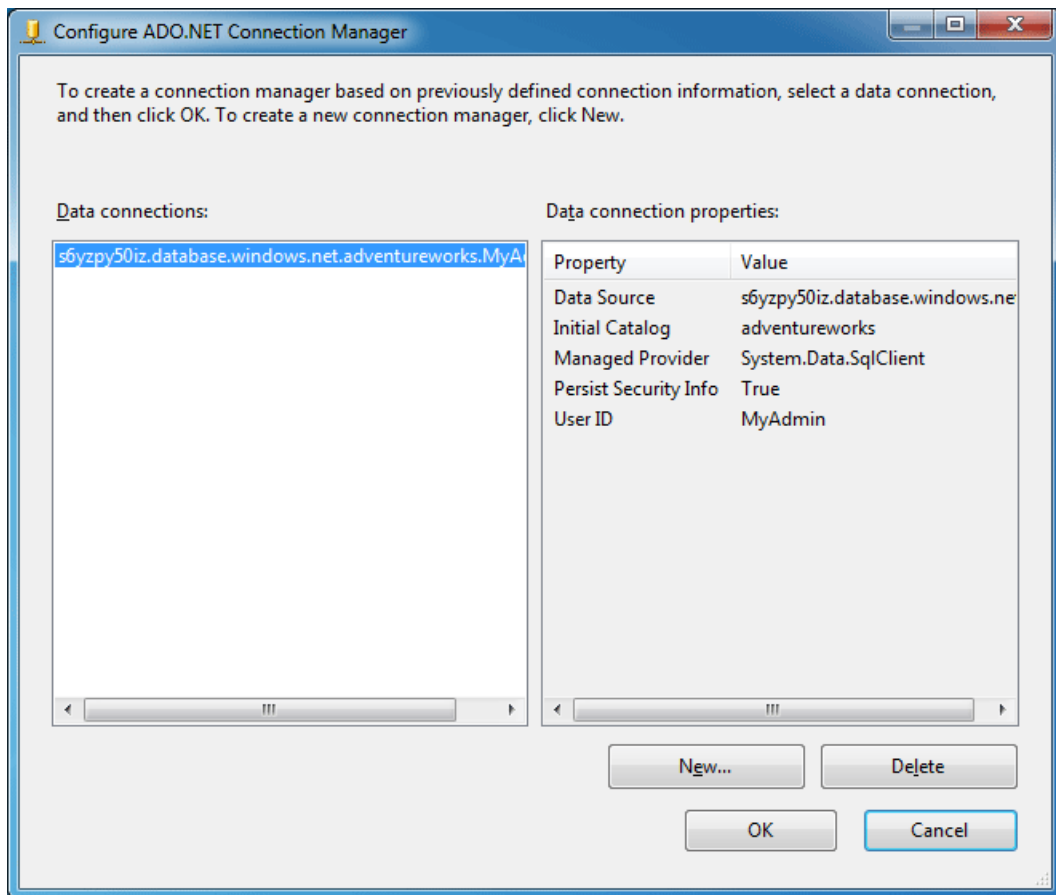 Configure ADO.NET Connection Manager
To create a connection manager based on previously defined connection information, select a data connection,
and then click OK. To create a new connection manager, click New.
Data connections:
s6yzpy50iz.database.windows.net.adventureworks.MyA
Data connection properties:
Property Value
Data Source s6yzpy50iz.database.windows.ne
Initial Catalog adventureworks
Managed Provider System.Data.SqlClient
Persist Security Info True
User ID MyAdmin
New... Delete
OK Cancel